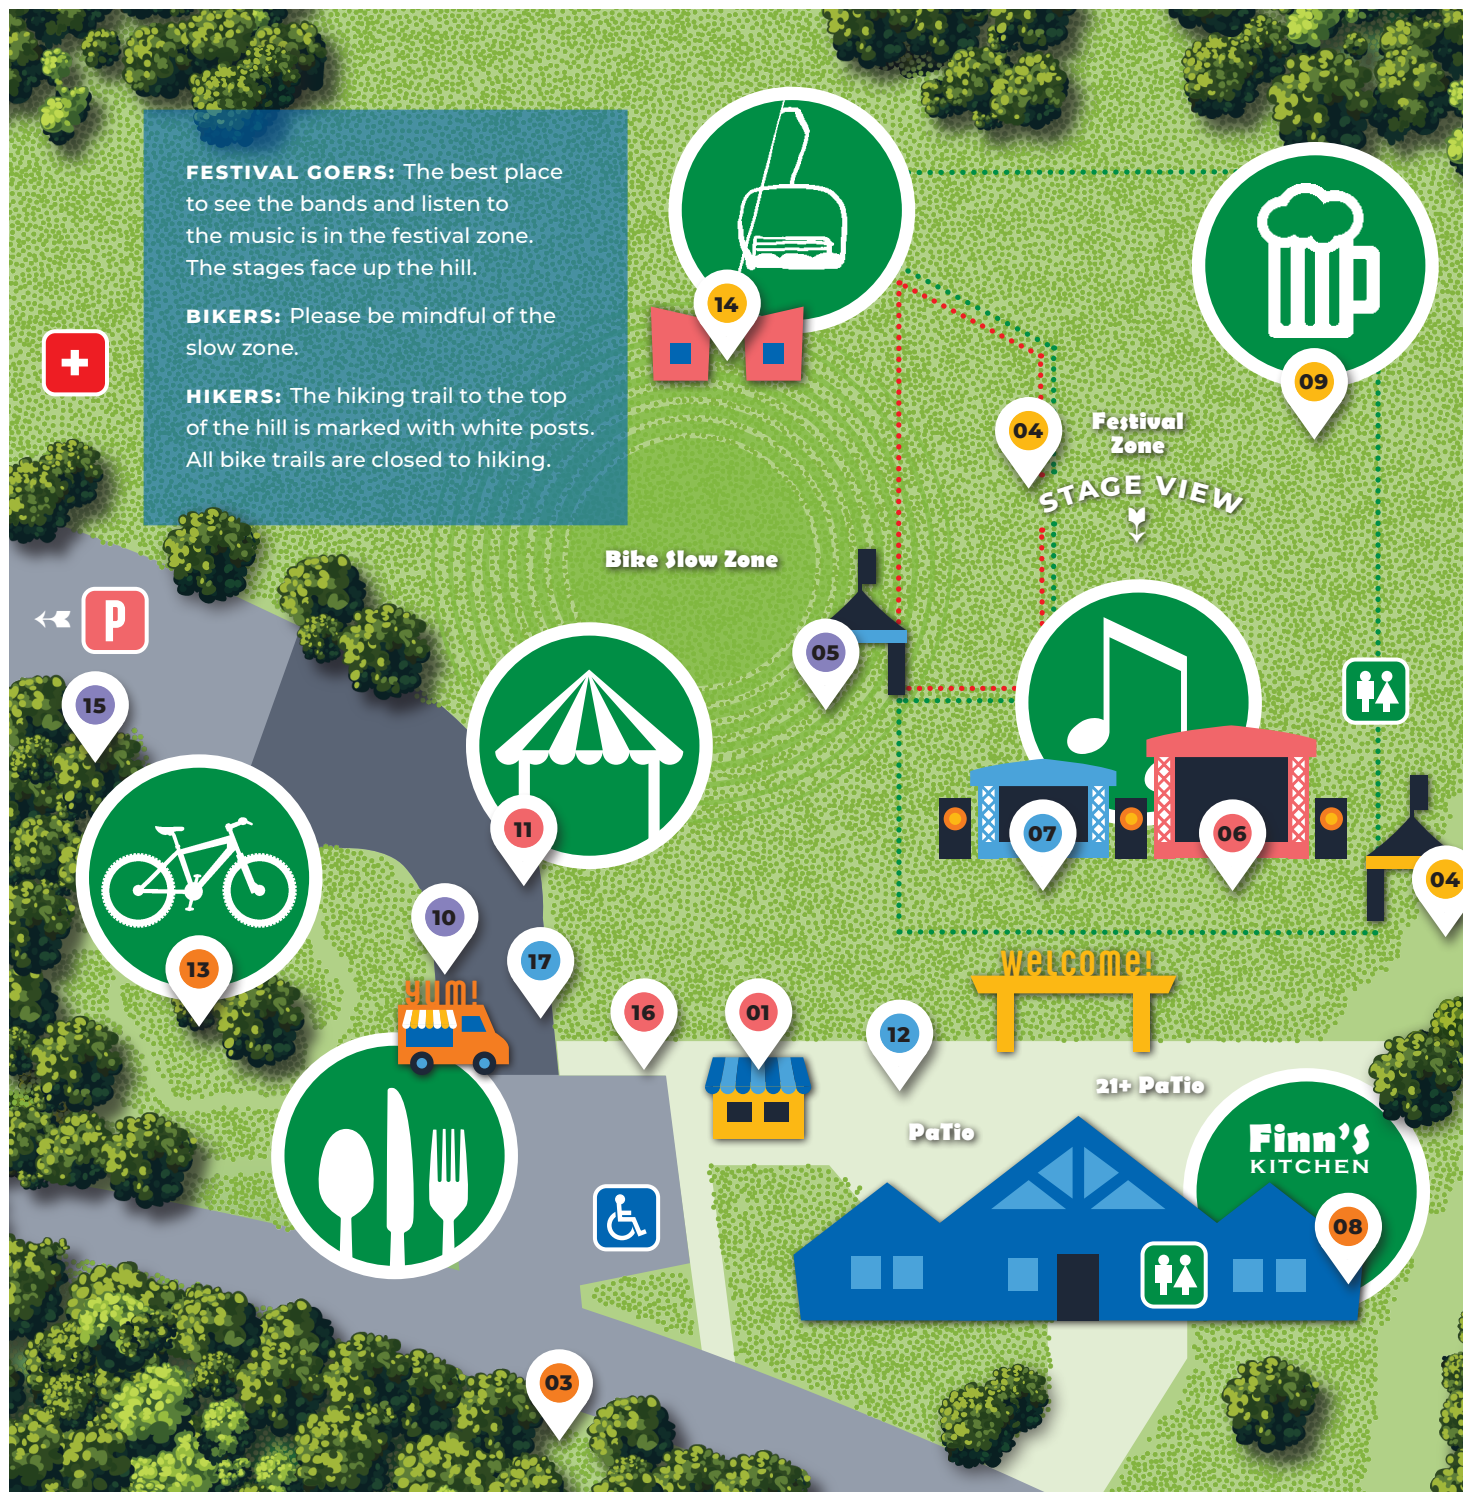 FESTIVAL GOERS: The best place
to see the bands and listen to
the music is in the festival zone.
The stages face up the hill.
BIKERS: Please be mindful of the
slow zone.
HIKERS: The hiking trail to the top
of the hill is marked with white posts.
All bike trails are closed to hiking.
14
09
04
Festival
Zone
STAGE VIEW
Bike Slow Zone
P
05
15
11
07
06
04
10
17
13
YUM!
16
01
12
WELCOME!
21+ PaTio
PaTio
Finn's
KITCHEN
08
03